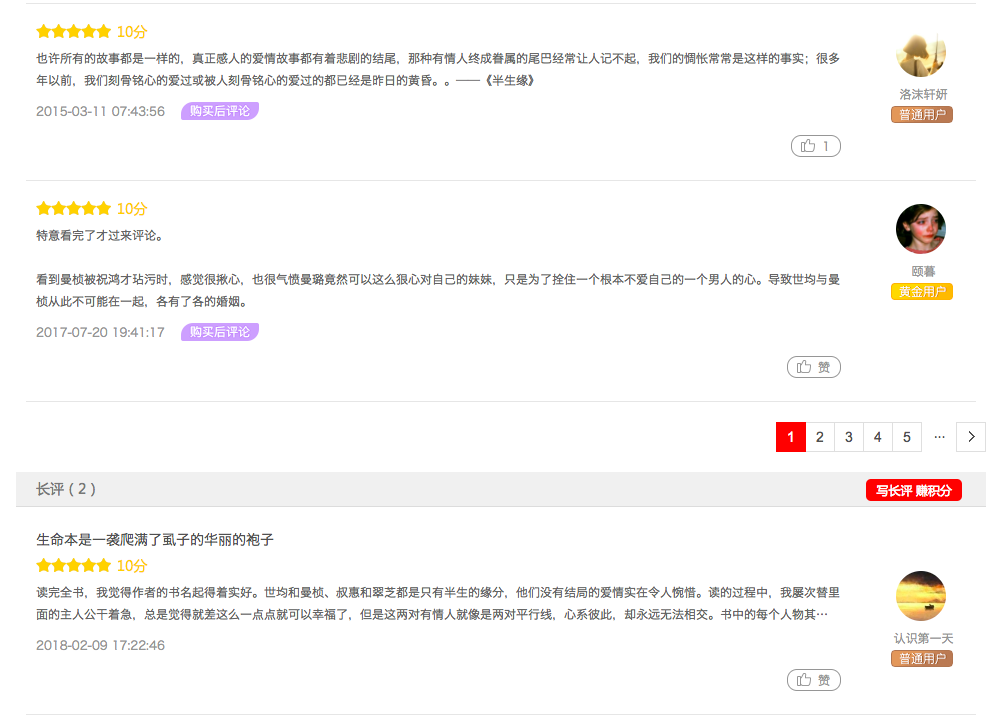 10分
也许所有的故事都是一样的，真正感人的爱情故事都有着悲剧的结尾，那种有情人终成眷属的尾巴经常让人记不起，我们的惆怅常常是这样的事实；很多
年以前，我们刻骨铭心的爱过或被人刻骨铭心的爱过的都已经是昨日的黄昏。。——《半生缘》
2015-03-11 07:43:56 购买后评论
洛沫轩妍
普通用户
1
10分
特意看完了才过来评论。
看到曼桢被祝鸿才玷污时，感觉很揪心，也很气愤曼璐竟然可以这么狠心对自己的妹妹，只是为了拴住一个根本不爱自己的一个男人的心。导致世均与曼
桢从此不可能在一起，各有了各的婚姻。
2017-07-20 19:41:17 购买后评论
颐暮
黄金用户
赞
1 2 3 4 5 ··· >
长评 ( 2 ) 写长评 赚积分
生命本是一袭爬满了虱子的华丽的袍子
10分
读完全书，我觉得作者的书名起得着实好。世均和曼桢、叔惠和翠芝都是只有半生的缘分，他们没有结局的爱情实在令人惋惜。读的过程中，我屡次替里
面的主人公干着急，总是觉得就差这么一点点就可以幸福了，但是这两对有情人就像是两对平行线，心系彼此，却永远无法相交。书中的每个人物其…
2018-02-09 17:22:46
认识第一天
普通用户
赞